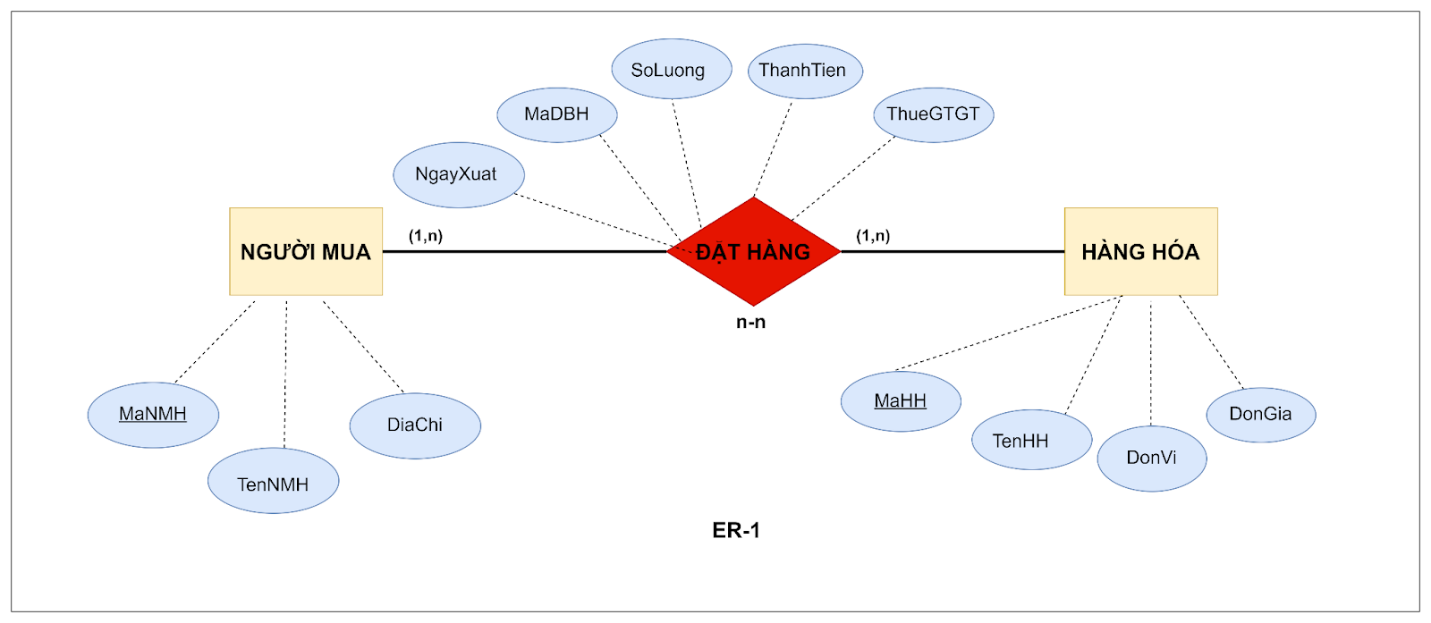 SoLuong
ThanhTien
MaDBH
ThueGTGT
NgayXuat
NGƯỜI MUA
(1,n)
ĐẶT HÀNG
(1,n)
HÀNG HÓA
n-n
MaNMH
DiaChi
TenNMH
MaHH
TenHH
DonVi
DonGia
ER-1